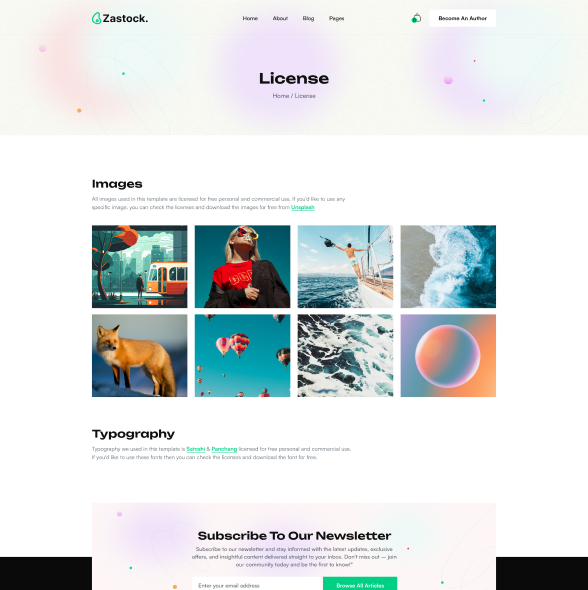 Zastock.
Home About Blog Pages
Become An Author
License
Home / License
Images
All images used in this template are licensed for free personal and commercial use. If you'd like to use any
specific image, you can check the licenses and download the images for free from Unsplash
Typography
Typography we used in this template is Satoshi & Panchang licensed for free personal and commercial use.
If you'd like to use these fonts then you can check the licenses and download the font for free.
Subscribe To Our Newsletter
Subscribe to our newsletter and stay informed with the latest updates, exclusive
offers, and insightful content delivered straight to your inbox. Don't miss out — join
our community today and be the first to know!"
Enter your email address
Browse All Articles